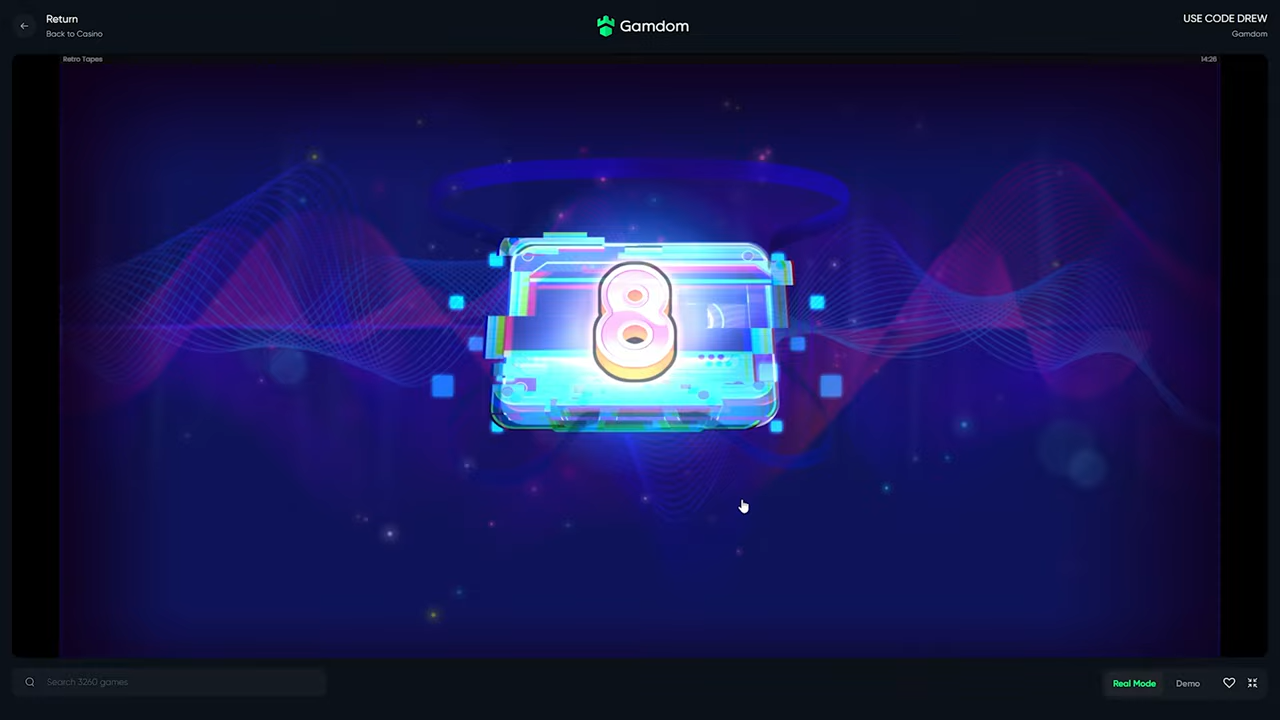 Return
Back to Casino
Gamdom
USE CODE DREW
Gamdom
Retro Tapes
14:26
8
Search 3260 games
Real Mode
Demo